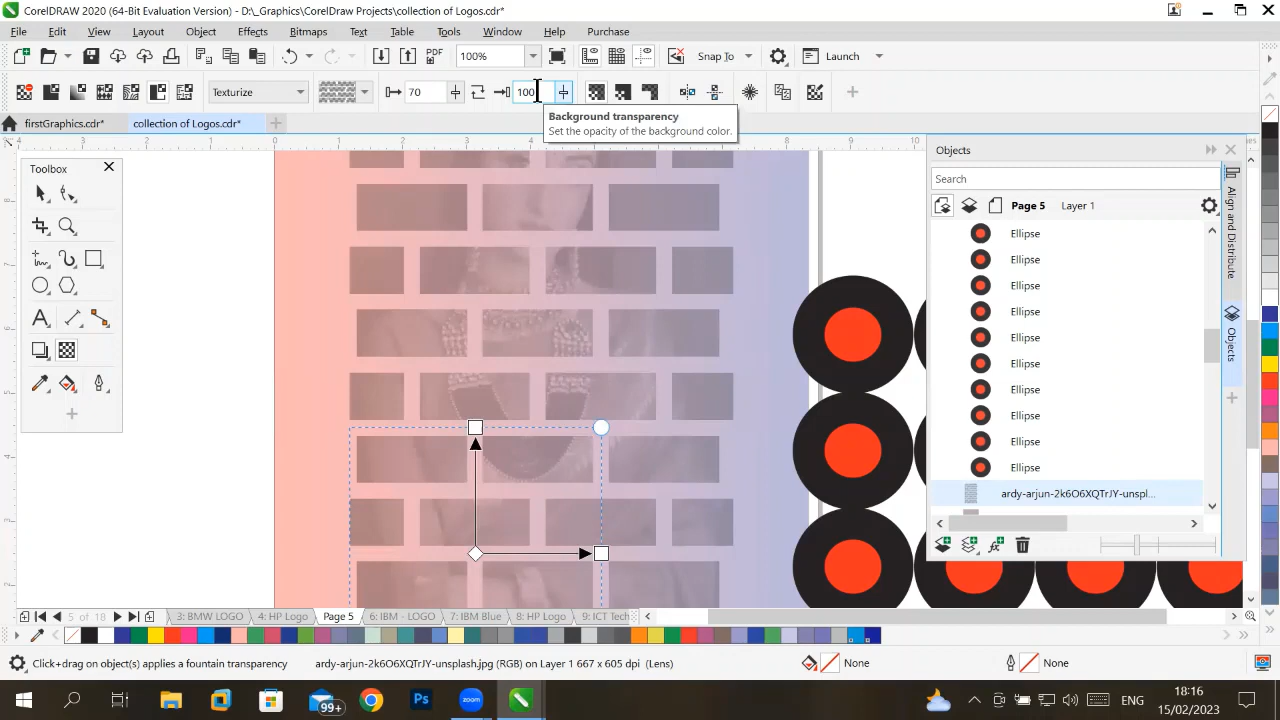 CorelDRAW 2020 (64-Bit Evaluation Version) - D:\_Graphics\CorelDraw Projects\collection of Logos.cdr*
File Edit View Layout Object Effects Bitmaps Text Table Tools Window Help Purchase
PDF 100% Snap To Launch
Texturize 70 100
Background transparency
Set the opacity of the background color.
firstGraphics.cdr* collection of Logos.cdr*
Toolbox
Objects
Search
Page 5 Layer 1
Ellipse
Ellipse
Ellipse
Ellipse
Ellipse
Ellipse
Ellipse
Ellipse
Ellipse
Ellipse
ardy-arjun-2k6O6XQTrJY-unspl...
Align and Distribute
Objects
5 of 18 3: BMW LOGO 4: HP Logo Page 5 6: IBM - LOGO 7: IBM Blue 8: HP Logo 9: ICT Tech
Click+drag on object(s) applies a fountain transparency ardy-arjun-2k6O6XQTrJY-unsplash.jpg (RGB) on Layer 1 667 x 605 dpi (Lens) None None
99+ Ps zoom ENG 18:16
15/02/2023